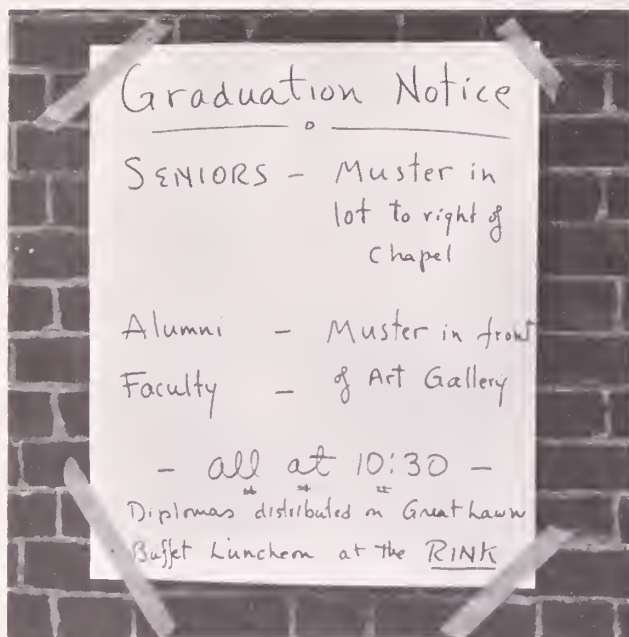 Graduation Notice
SENIORS - Muster in
lot to right of
Chapel
Alumni - Muster in front
Faculty - of Art Gallery
- all at 10:30 -
Diplomas distributed on Great Lawn
Buffet Luncheon at the RINK